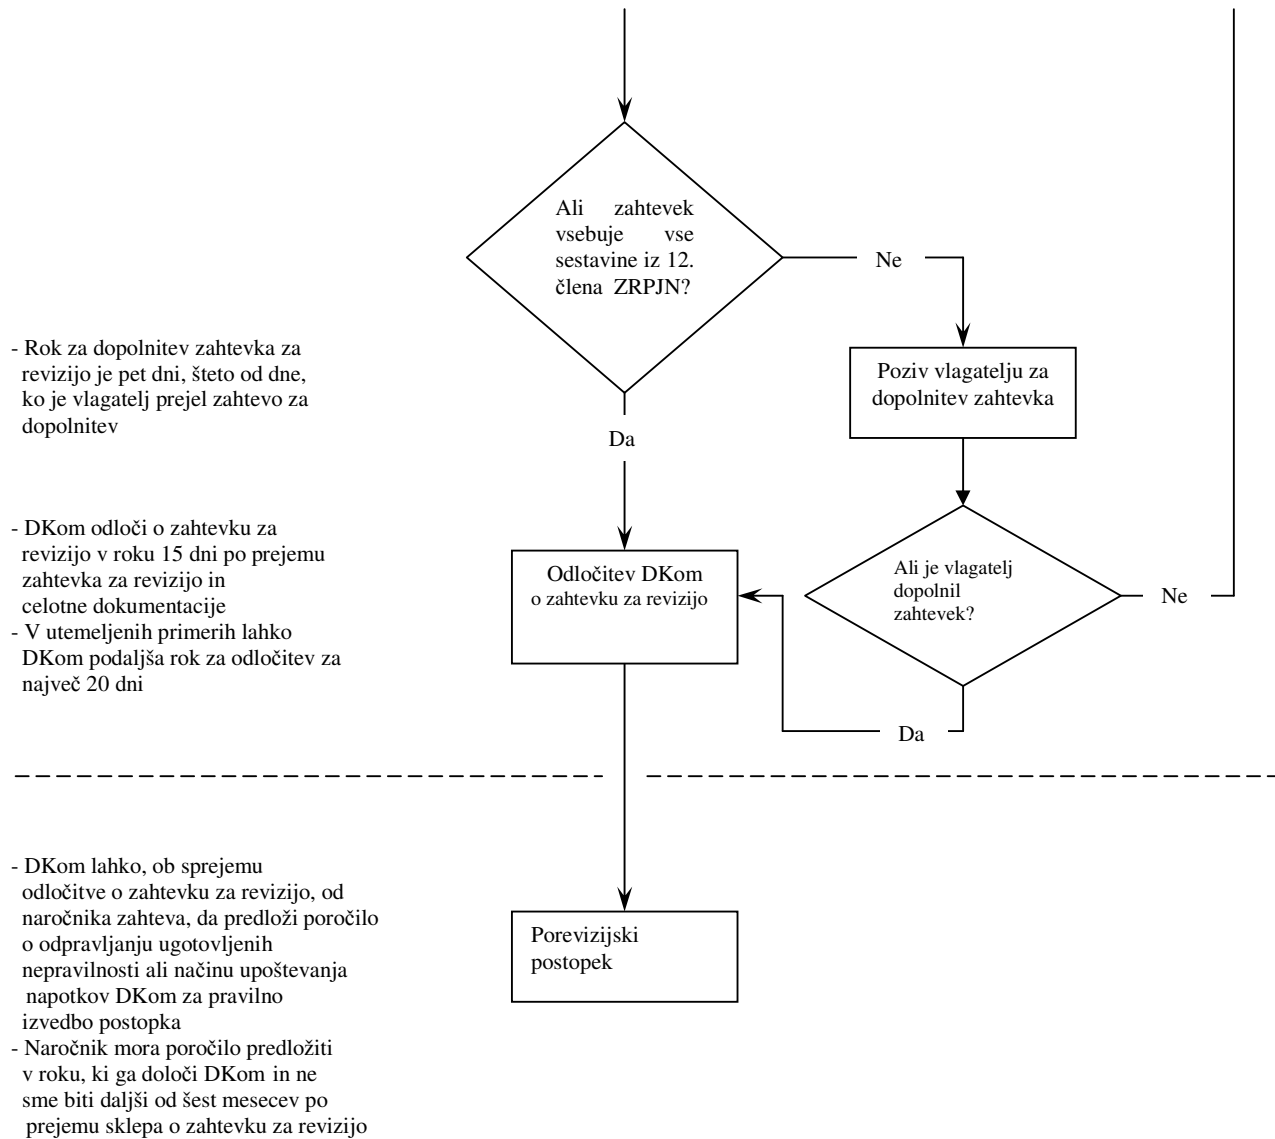 Ali zahtevek
vsebuje vse
sestavine iz 12.
člena ZRPJN?
Ne
- Rok za dopolnitev zahtevka za
revizijo je pet dni, šteto od dne,
ko je vlagatelj prejel zahtevo za
dopolnitev
Poziv vlagatelju za
dopolnitev zahtevka
Da
- DKom odloči o zahtevku za
revizijo v roku 15 dni po prejemu
zahtevka za revizijo in
celotne dokumentacije
- V utemeljenih primerih lahko
DKom podaljša rok za odločitev za
največ 20 dni
Odločitev DKom
o zahtevku za revizijo
Ali je vlagatelj
dopolnil
zahtevek?
Ne
Da
- DKom lahko, ob sprejemu
odločitve o zahtevku za revizijo, od
naročnika zahteva, da predloži poročilo
o odpravljanju ugotovljenih
nepravilnosti ali načinu upoštevanja
napotkov DKom za pravilno
izvedbo postopka
- Naročnik mora poročilo predložiti
v roku, ki ga določi DKom in ne
sme biti daljši od šest mesecev po
prejemu sklepa o zahtevku za revizijo
Porevizijski
postopek